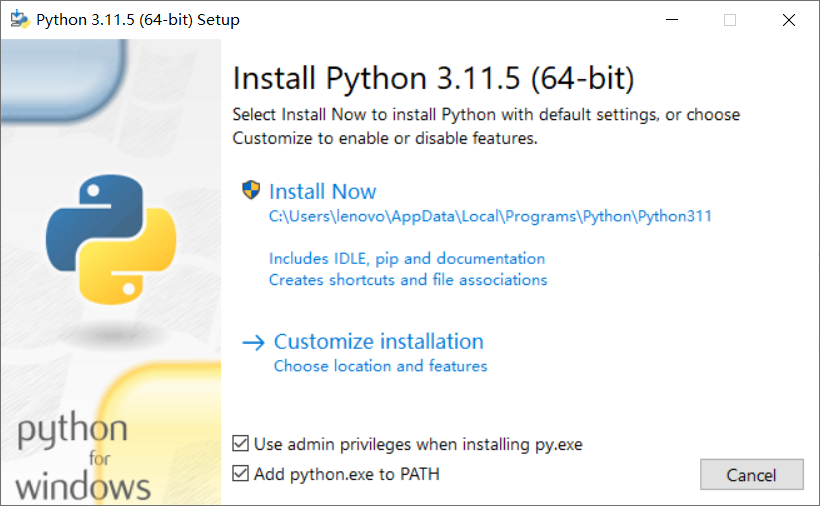 Python 3.11.5 (64-bit) Setup
Install Python 3.11.5 (64-bit)
Select Install Now to install Python with default settings, or choose
Customize to enable or disable features.
Install Now
C:\Users\lenovo\AppData\Local\Programs\Python\Python311
Includes IDLE, pip and documentation
Creates shortcuts and file associations
Customize installation
Choose location and features
python
for
windows
Use admin privileges when installing py.exe
Add python.exe to PATH
Cancel